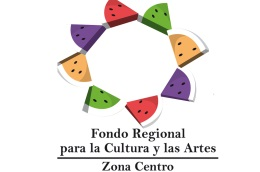 Fondo Regional
para la Cultura y las Artes
Zona Centro